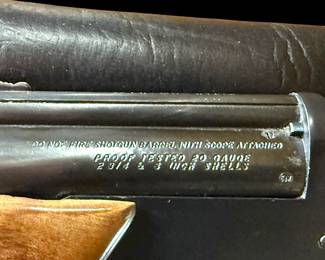 DO NOT FIRE SHOTGUN BARREL WITH SCOPE ATTACHED
PROOF TESTED 20 GAUGE
2 3/4 & 3 INCH SHELLS